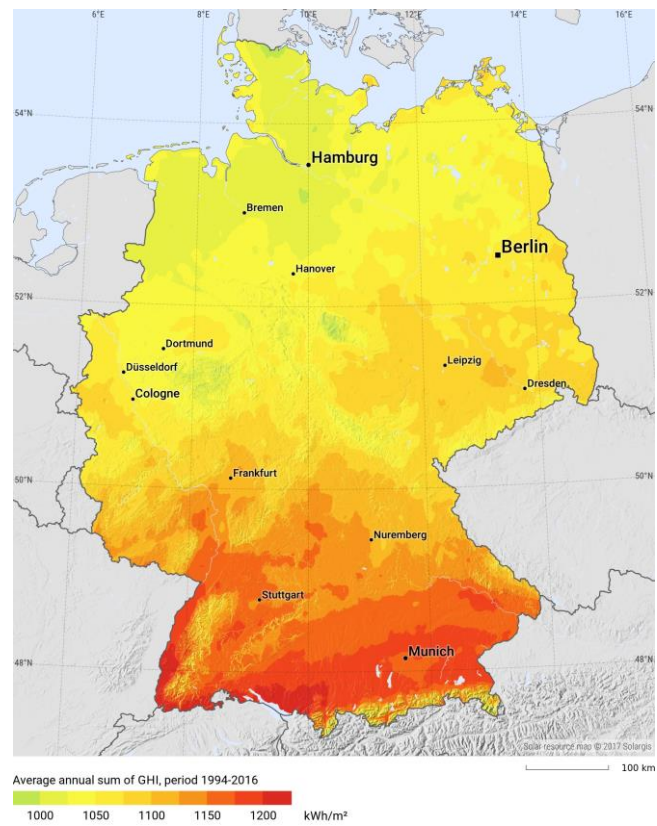 6°E 8°E 10°E 12°E 14°E 16°E
54°N 54°N
Hamburg
Bremen
Berlin
Hanover
52°N 52°N
Dortmund
Düsseldorf
Leipzig
Cologne
Dresden
50°N 50°N
Frankfurt
Nuremberg
Stuttgart
Munich
48°N 48°N
Solar resource map © 2017 Solargis
100 km
Average annual sum of GHI, period 1994-2016
1000 1050 1100 1150 1200 kWh/m²